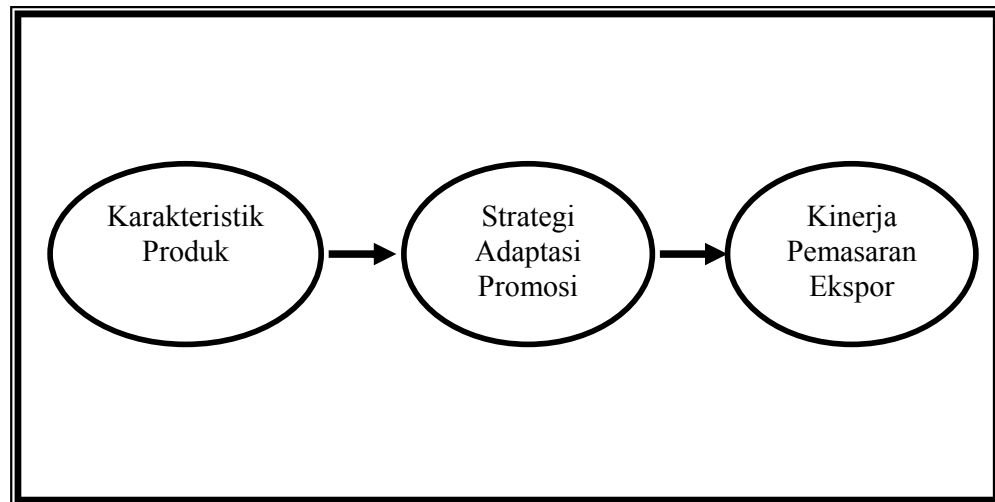 Karakteristik
Produk
Strategi
Adaptasi
Promosi
Kinerja
Pemasaran
Ekspor